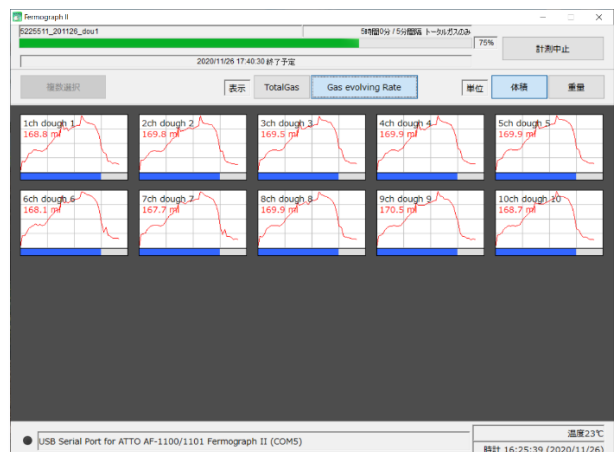 Fermograph II
5225511_201126_dou1
5時間0分 / 5分間隔 トータルガスのみ
75%
計測中止
2020/11/26 17:40:30 終了予定
複数選択
表示
TotalGas
Gas evolving Rate
単位
体積
重量
1ch dough 1
168.8 ml
2ch dough 2
169.8 ml
3ch dough 3
169.5 ml
4ch dough 4
169.9 ml
5ch dough 5
169.9 ml
6ch dough 6
168.1 ml
7ch dough 7
167.7 ml
8ch dough 8
169.9 ml
9ch dough 9
170.5 ml
10ch dough 10
168.7 ml
USB Serial Port for ATTO AF-1100/1101 Fermograph II (COM5)
温度23℃
時計 16:25:39 (2020/11/26)